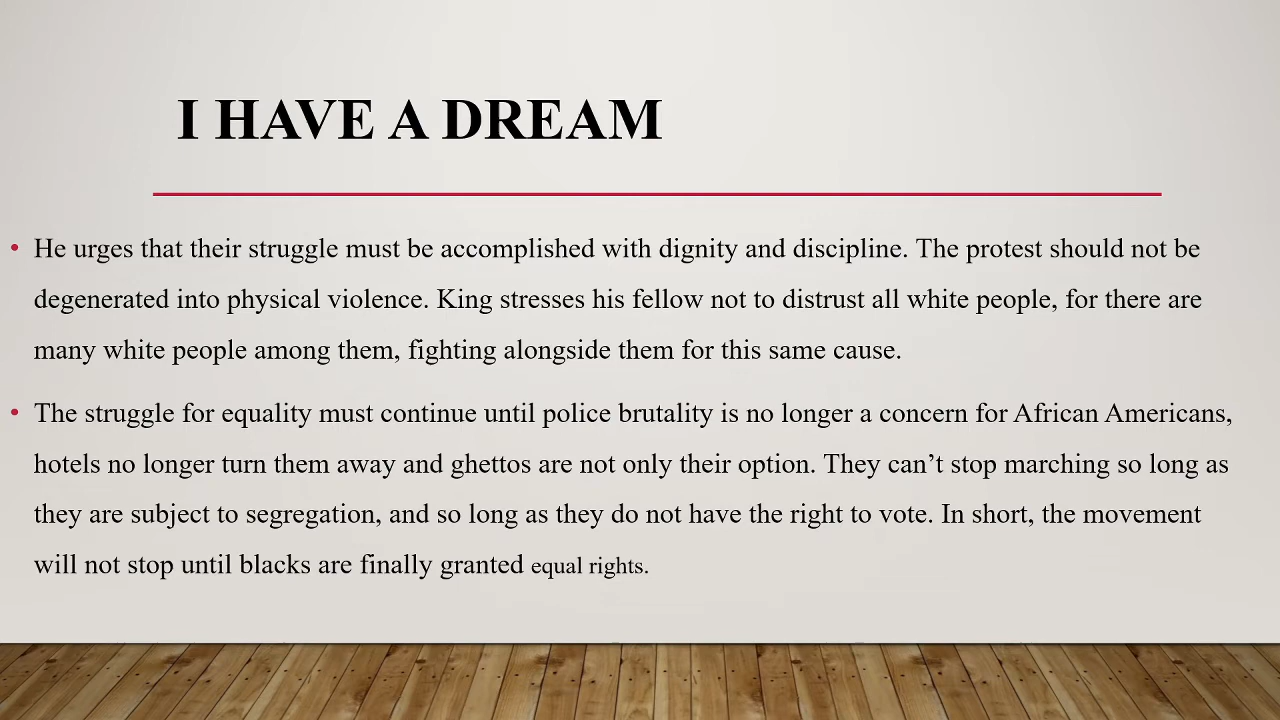 I HAVE A DREAM
• He urges that their struggle must be accomplished with dignity and discipline. The protest should not be
degenerated into physical violence. King stresses his fellow not to distrust all white people, for there are
many white people among them, fighting alongside them for this same cause.
• The struggle for equality must continue until police brutality is no longer a concern for African Americans,
hotels no longer turn them away and ghettos are not only their option. They can’t stop marching so long as
they are subject to segregation, and so long as they do not have the right to vote. In short, the movement
will not stop until blacks are finally granted equal rights.